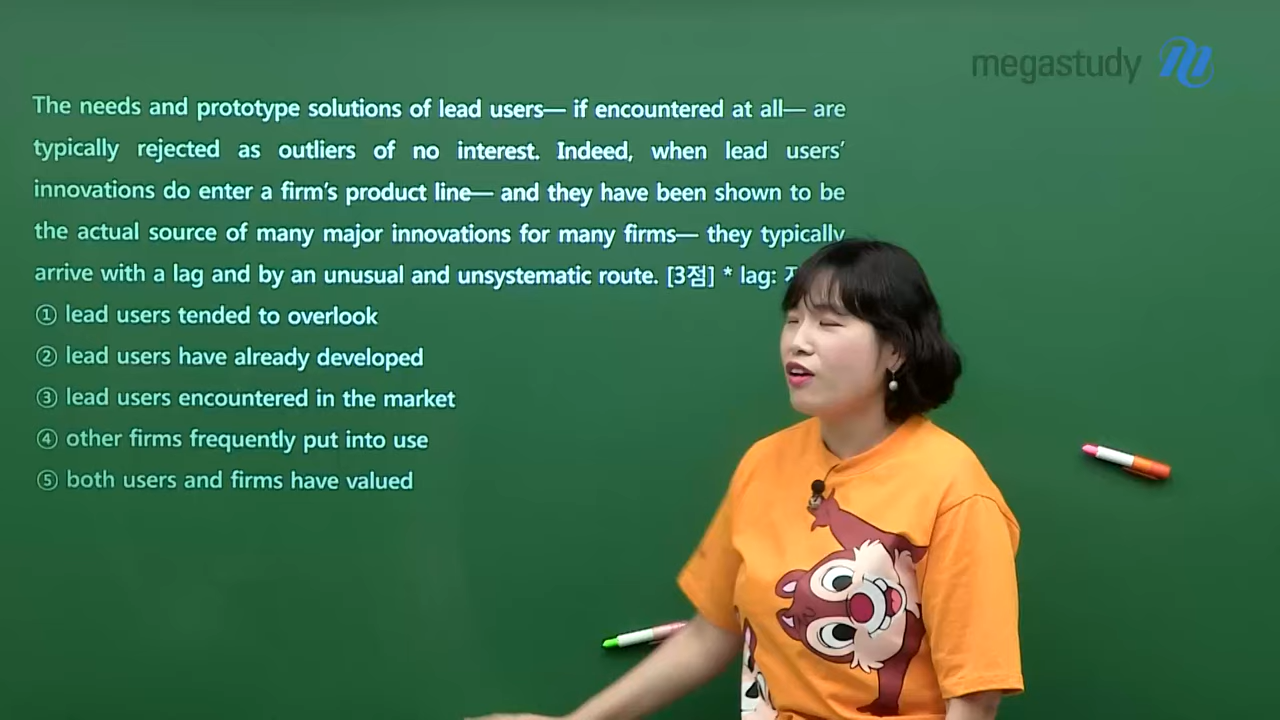 megastudy
The needs and prototype solutions of lead users— if encountered at all— are
typically rejected as outliers of no interest. Indeed, when lead users'
innovations do enter a firm's product line— and they have been shown to be
the actual source of many major innovations for many firms— they typically
arrive with a lag and by an unusual and unsystematic route. [3점] * lag:
① lead users tended to overlook
② lead users have already developed
③ lead users encountered in the market
④ other firms frequently put into use
⑤ both users and firms have valued